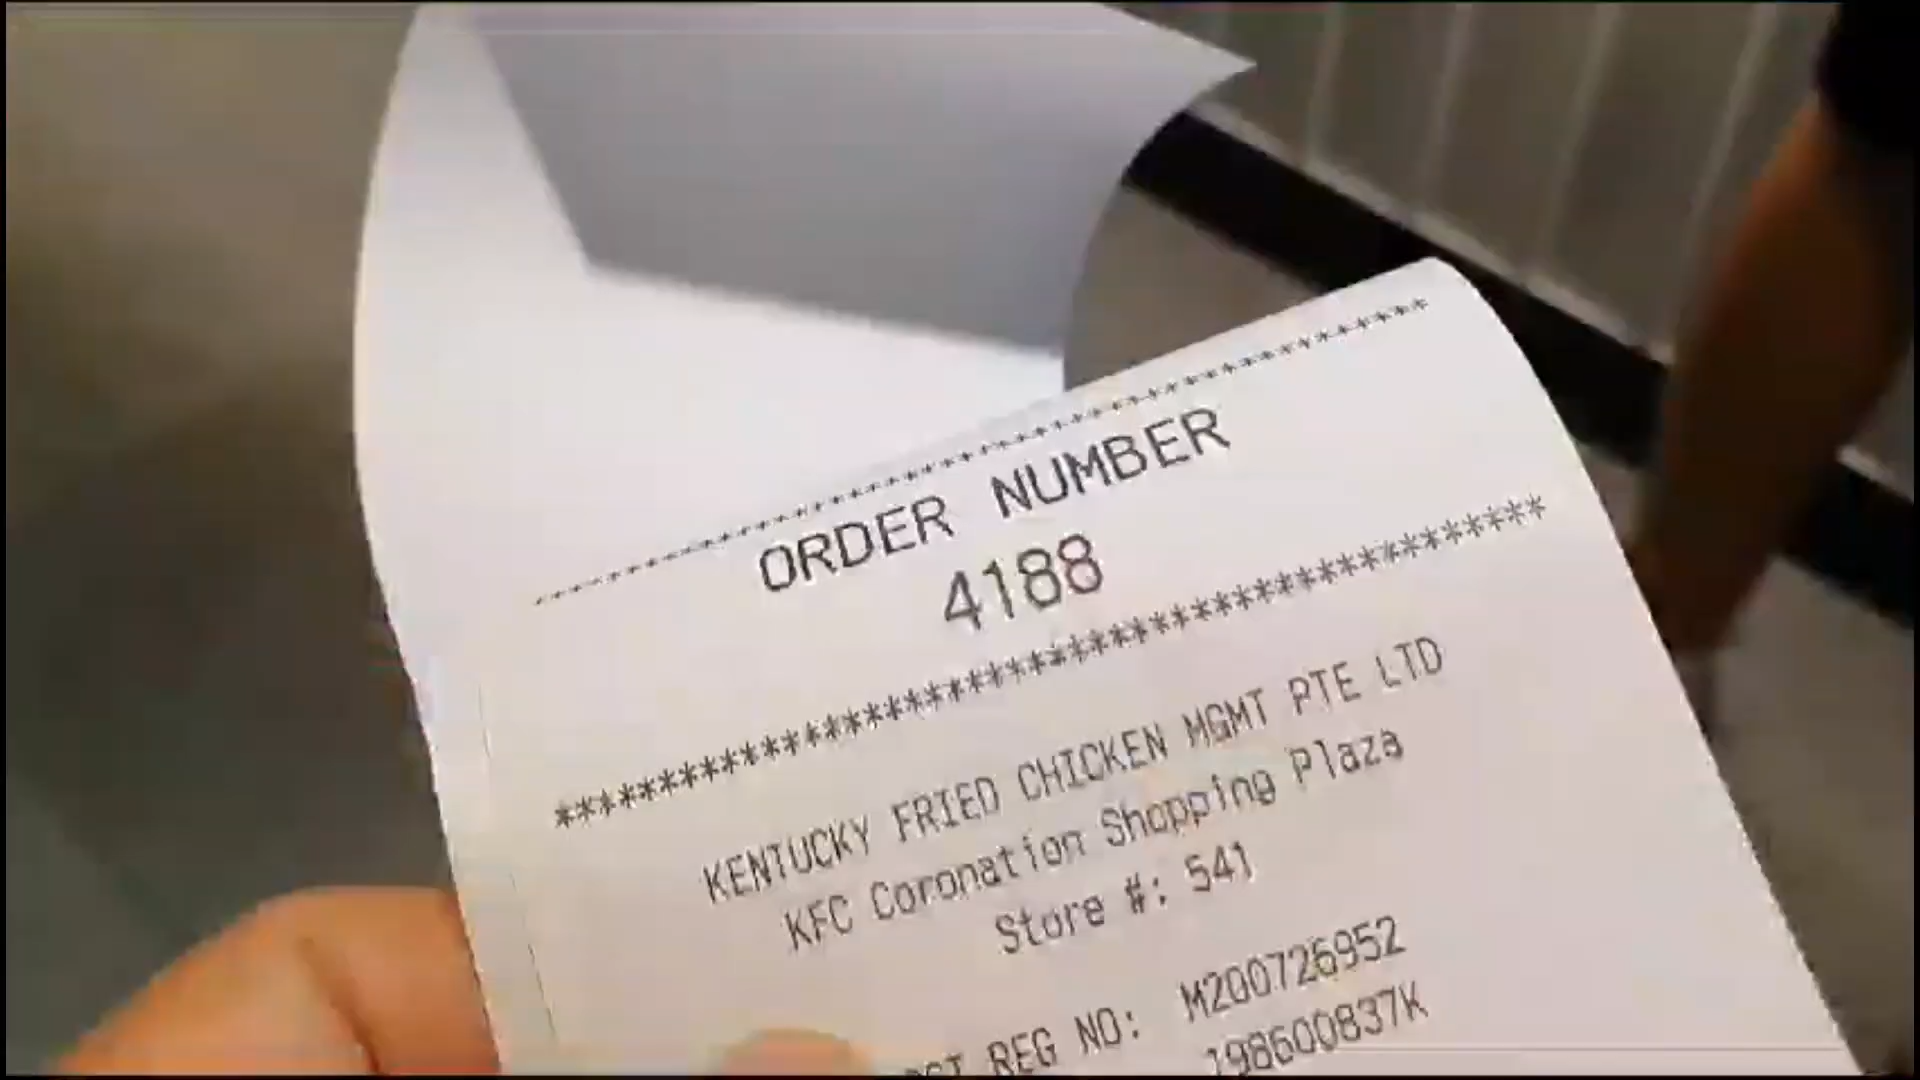 ****************************************
ORDER NUMBER
4188
************************************************
KENTUCKY FRIED CHICKEN MGMT PTE LTD
KFC Coronation Shopping Plaza
Store #: 541
REG NO: M200726952
198600837K